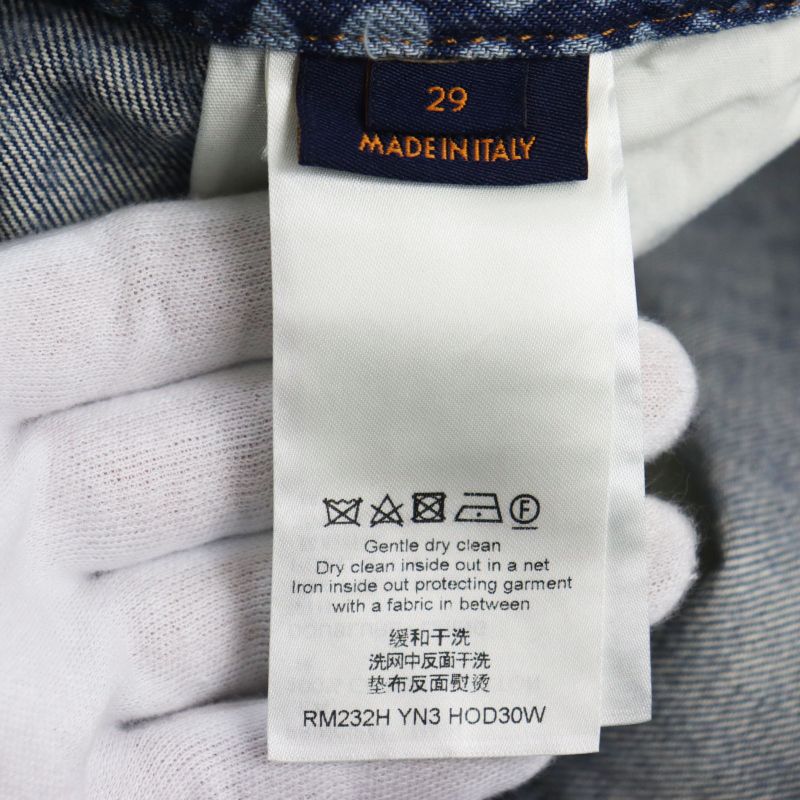 29
MADE IN ITALY
Gentle dry clean
Dry clean inside out in a net
Iron inside out protecting garment
with a fabric in between
缓和干洗
洗网中反面干洗
垫布反面熨烫
RM232H YN3 HOD30W